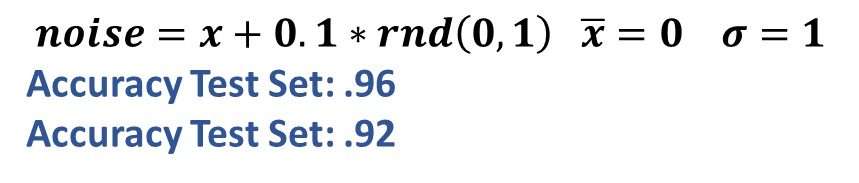 noise = x + 0.1 * rnd(0, 1) x̄ = 0 σ = 1
Accuracy Test Set: .96
Accuracy Test Set: .92